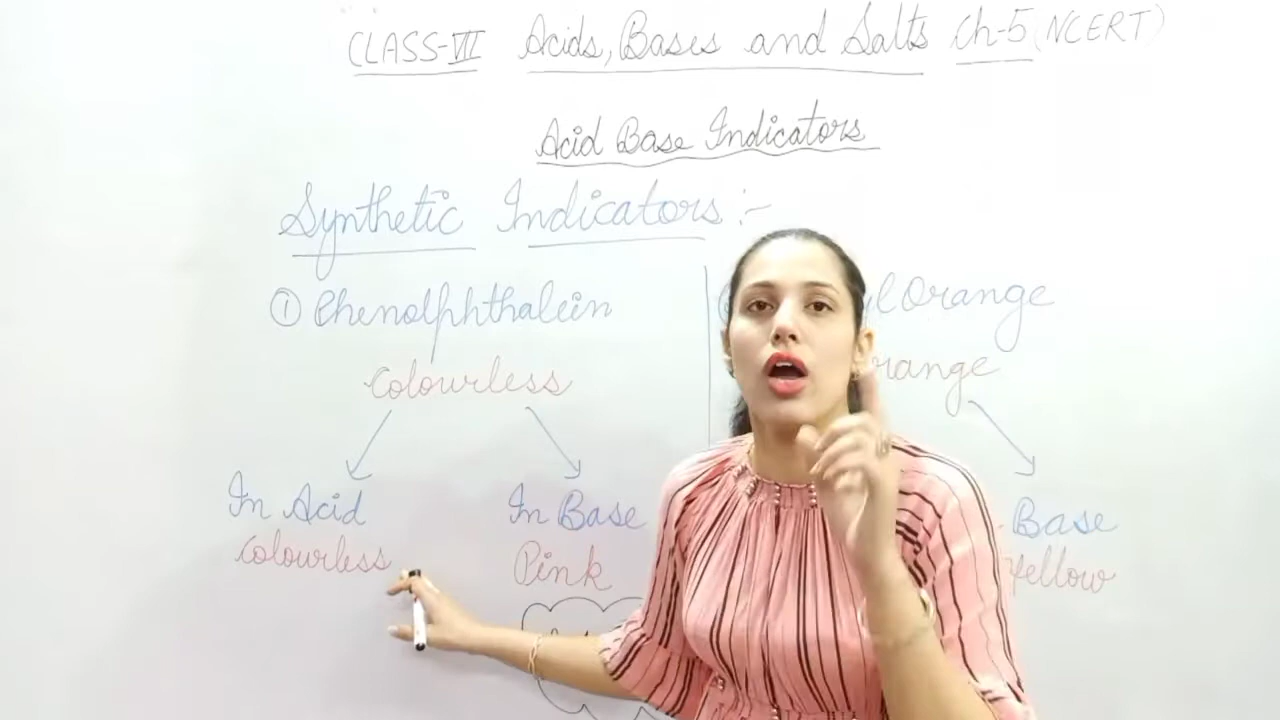 CLASS-VII Acids, Bases and Salts Ch-5 (NCERT)
Acid Base Indicators
Synthetic Indicators :-
① Phenolphthalein
Colourless
In Acid
Colourless
In Base
Pink
Orange
range
Base
Yellow